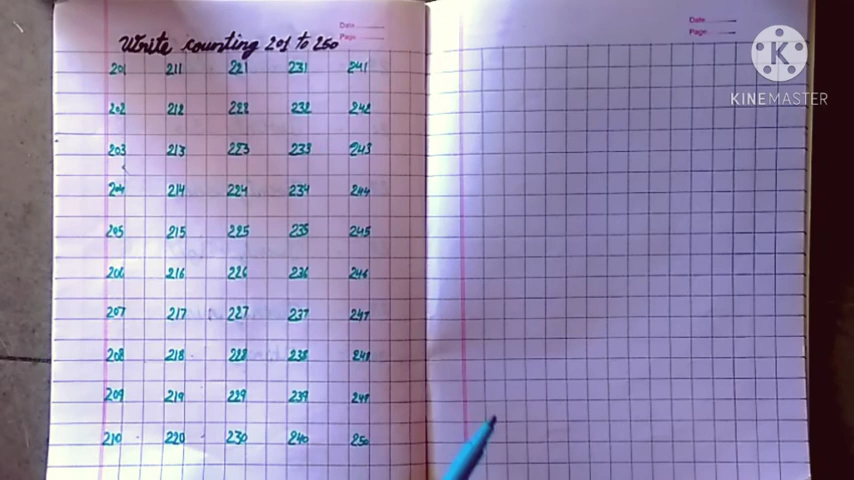 Date
Page
Write counting 201 to 250
201 211 221 231 241
202 212 222 232 242
203 213 223 233 243
204 214 224 234 244
205 215 225 235 245
206 216 226 236 246
207 217 227 237 247
208 218 228 238 248
209 219 229 239 249
210 220 230 240 250
Date
Page
K
KINEMASTER